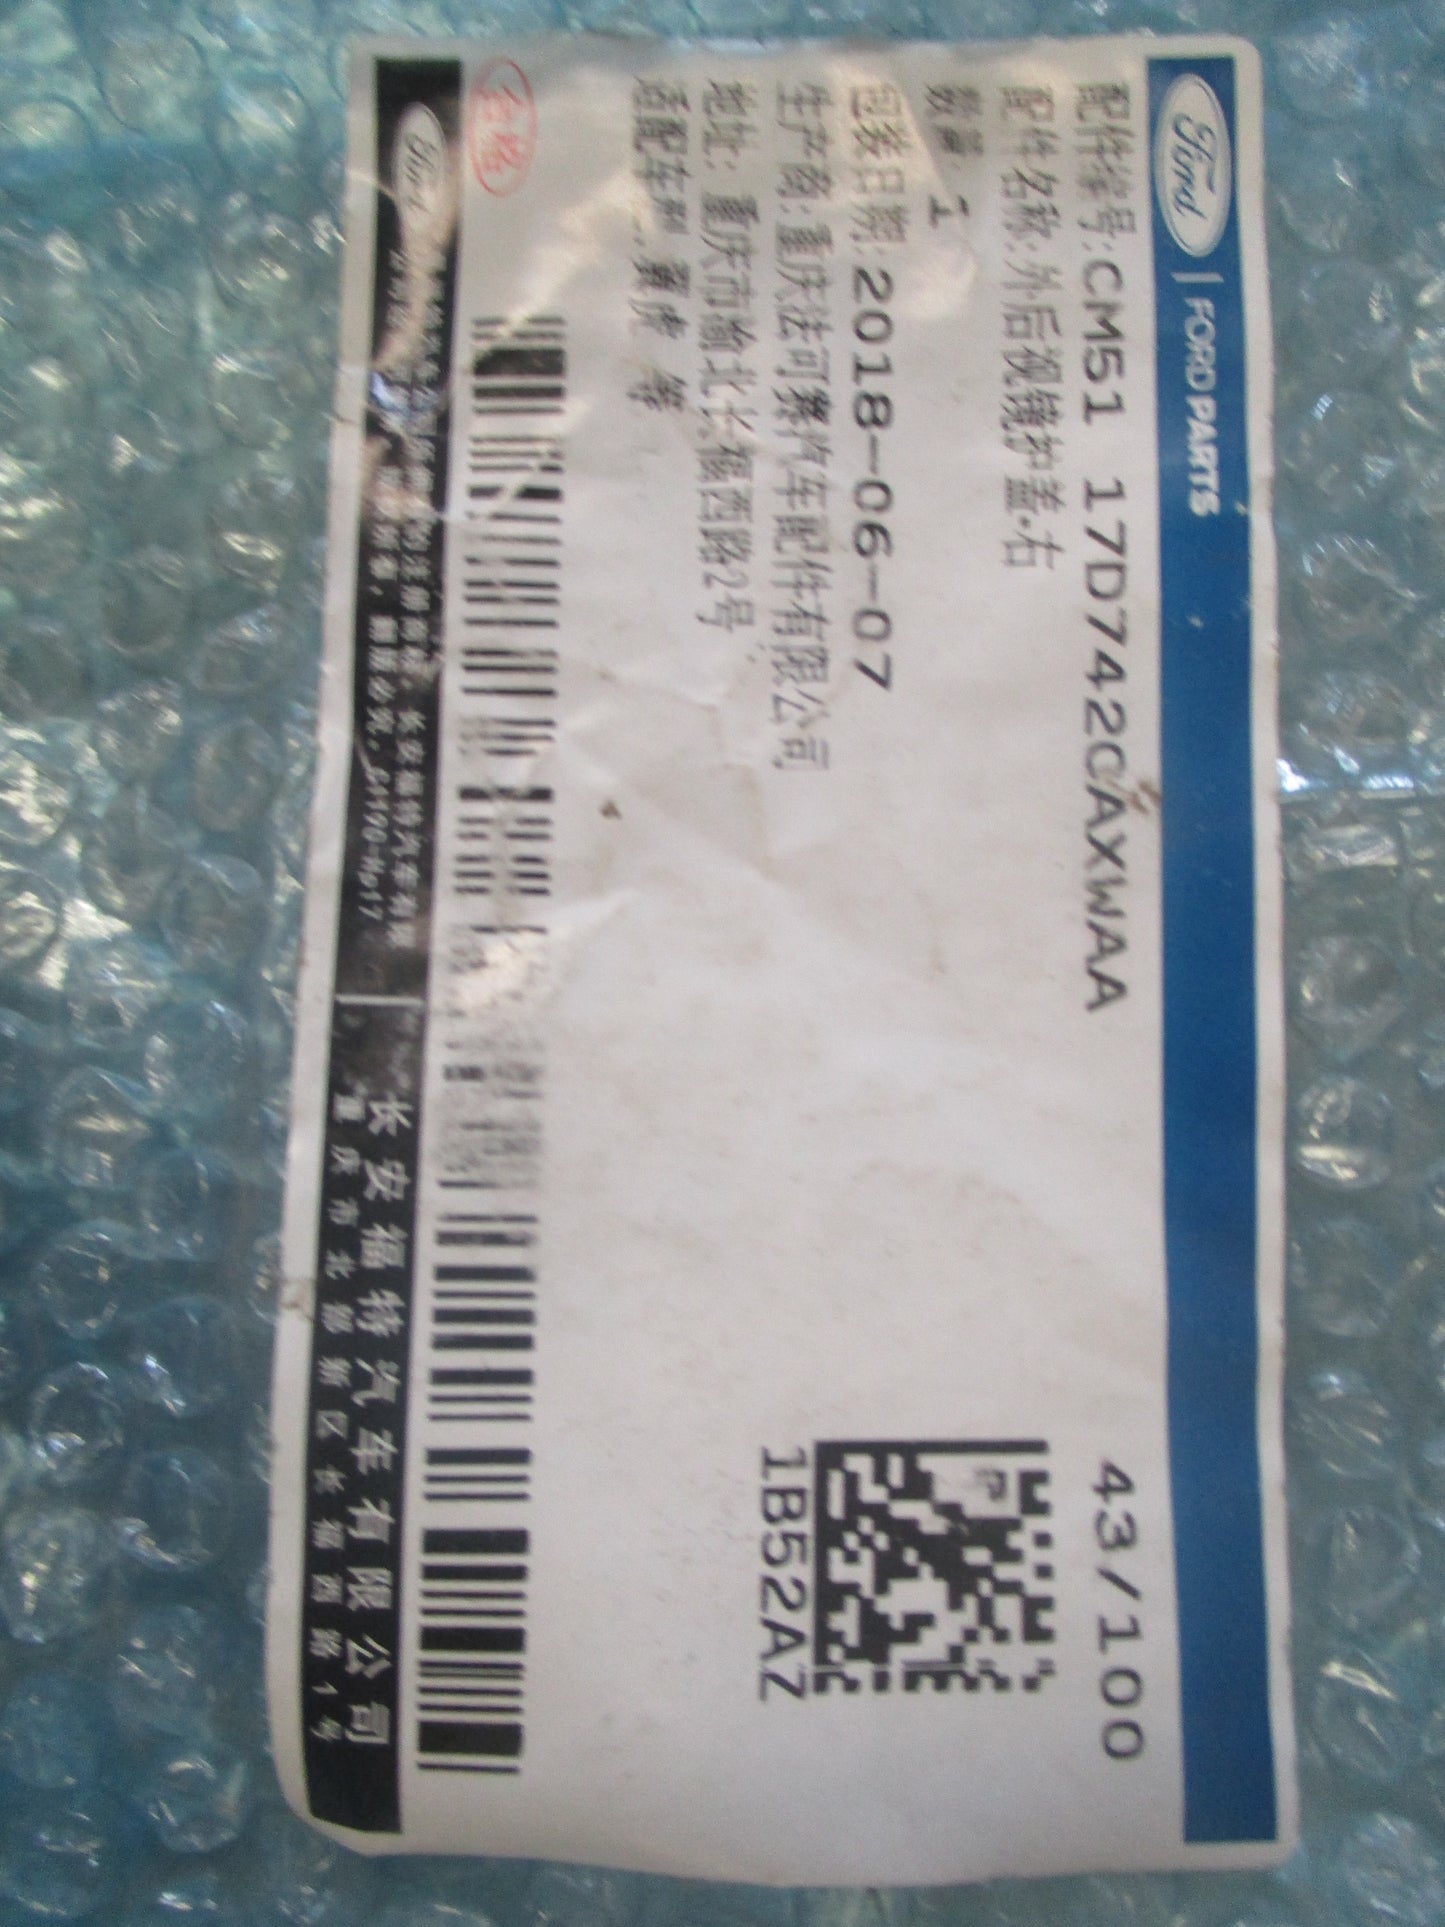 Ford | FORD PARTS
配件编号:CM51 17D742CAXWAA 43/100
配件名称:外后视镜护盖·右
数量: 1
包装日期:2018-06-07
生产商:重庆法可赛汽车配件有限公司
地址: 重庆市渝北长福西路2号
适配车型:翼虎 等
1B52A7
合格
Ford
长安福特汽车有限公司
重庆市北部新区长福西路1号